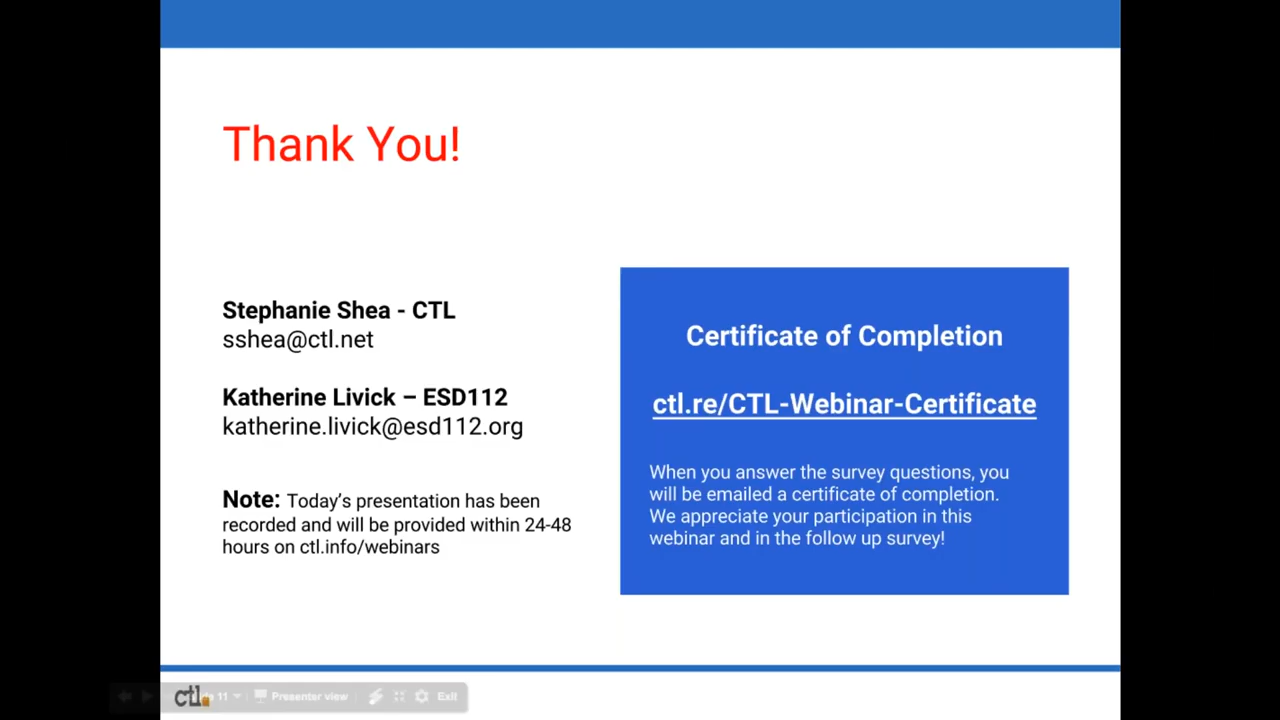 Thank You!
Stephanie Shea - CTL
sshea@ctl.net
Katherine Livick – ESD112
katherine.livick@esd112.org
Note: Today’s presentation has been
recorded and will be provided within 24-48
hours on ctl.info/webinars
Certificate of Completion
ctl.re/CTL-Webinar-Certificate
When you answer the survey questions, you
will be emailed a certificate of completion.
We appreciate your participation in this
webinar and in the follow up survey!
ctl. 11 Presenter view Exit